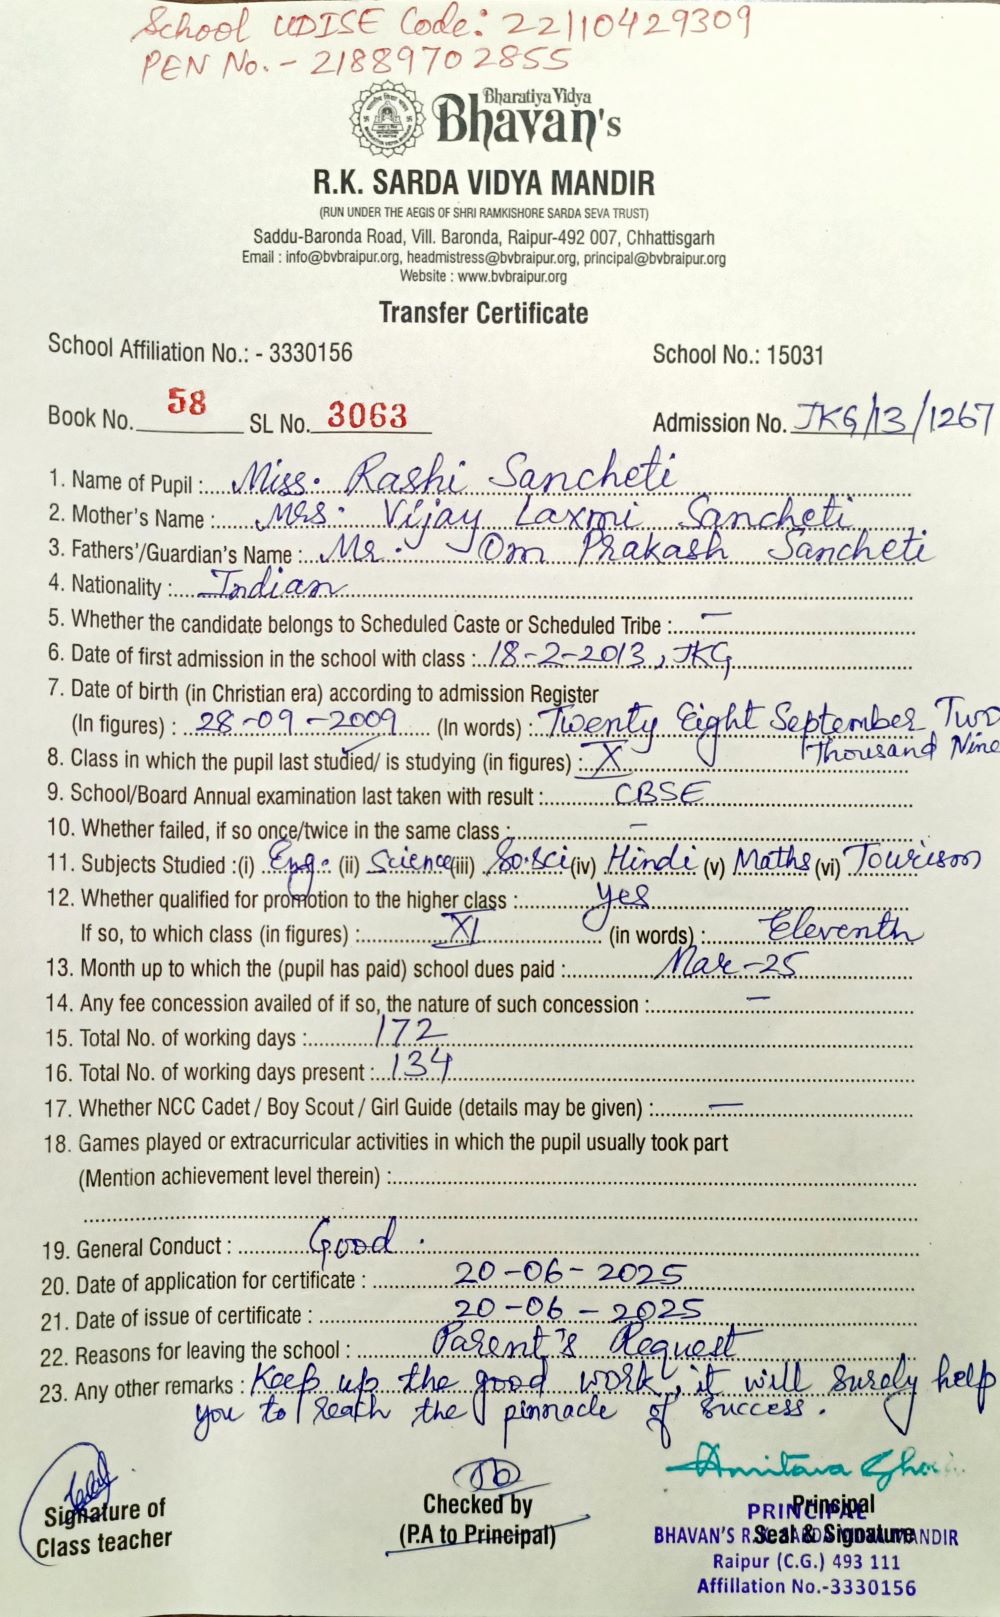 School UDISE Code: 22110429309
PEN No. - 21889702855
Bharatiya Vidya
Bhavan's
R.K. SARDA VIDYA MANDIR
(RUN UNDER THE AEGIS OF SHRI RAMKISHORE SARDA SEVA TRUST)
Saddu-Baronda Road, Vill. Baronda, Raipur-492 007, Chhattisgarh
Email : info@bvbraipur.org, headmistress@bvbraipur.org, principal@bvbraipur.org
Website : www.bvbraipur.org
Transfer Certificate
School Affiliation No.: - 3330156 School No.: 15031
Book No. 58 SL No. 3063 Admission No. JKG/13/1267
1. Name of Pupil : Miss. Rashi Sancheti
2. Mother's Name : Mrs. Vijay Laxmi Sancheti
3. Fathers'/Guardian's Name : Mr. Om Prakash Sancheti
4. Nationality : Indian
5. Whether the candidate belongs to Scheduled Caste or Scheduled Tribe : —
6. Date of first admission in the school with class : 18-2-2013, JKG
7. Date of birth (in Christian era) according to admission Register
(In figures) : 28-09-2009 (In words) : Twenty Eight September Two
Thousand Nine
8. Class in which the pupil last studied/ is studying (in figures) : X
9. School/Board Annual examination last taken with result : CBSE
10. Whether failed, if so once/twice in the same class : —
11. Subjects Studied :(i) Eng. (ii) Science (iii) So.sci (iv) Hindi (v) Maths (vi) Tourism
12. Whether qualified for promotion to the higher class : yes
If so, to which class (in figures) : XI (in words) : Eleventh
13. Month up to which the (pupil has paid) school dues paid : Mar-25
14. Any fee concession availed of if so, the nature of such concession : —
15. Total No. of working days : 172
16. Total No. of working days present : 134
17. Whether NCC Cadet / Boy Scout / Girl Guide (details may be given) : —
18. Games played or extracurricular activities in which the pupil usually took part
(Mention achievement level therein) :
19. General Conduct : Good.
20. Date of application for certificate : 20-06-2025
21. Date of issue of certificate : 20-06-2025
22. Reasons for leaving the school : Parent's Request
23. Any other remarks : Keep up the good work, it will surely help
you to reach the pinnacle of success.
Amitava
Signature of
Class teacher
Checked by
(P.A to Principal)
Principal
Seal & Signature
PRINCIPAL
BHAVAN'S R.K. SARDA VIDYA MANDIR
Raipur (C.G.) 493 111
Affillation No.-3330156